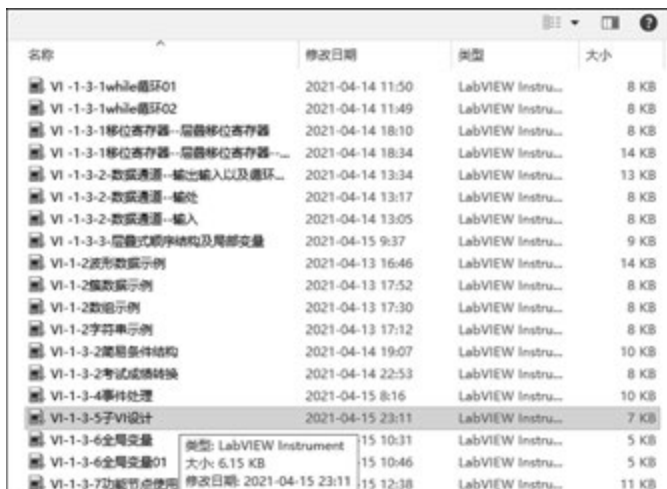 名称 修改日期 类型 大小
VI -1-3-1while循环01 2021-04-14 11:50 LabVIEW Instru... 8 KB
VI -1-3-1while循环02 2021-04-14 11:49 LabVIEW Instru... 8 KB
VI -1-3-1移位寄存器--层叠移位寄存器 2021-04-14 18:10 LabVIEW Instru... 8 KB
VI -1-3-1移位寄存器--层叠移位寄存器--... 2021-04-14 18:34 LabVIEW Instru... 14 KB
VI -1-3-2-数据通道--输出输入以及循环... 2021-04-14 13:34 LabVIEW Instru... 13 KB
VI -1-3-2-数据通道--输处 2021-04-14 13:17 LabVIEW Instru... 8 KB
VI -1-3-2-数据通道--输入 2021-04-14 13:05 LabVIEW Instru... 8 KB
VI -1-3-3-层叠式顺序结构及局部变量 2021-04-15 9:37 LabVIEW Instru... 9 KB
VI-1-2波形数据示例 2021-04-13 16:46 LabVIEW Instru... 14 KB
VI-1-2簇数据示例 2021-04-13 17:52 LabVIEW Instru... 8 KB
VI-1-2数组示例 2021-04-13 17:30 LabVIEW Instru... 8 KB
VI-1-2字符串示例 2021-04-13 17:12 LabVIEW Instru... 8 KB
VI-1-3-2简易条件结构 2021-04-14 19:07 LabVIEW Instru... 10 KB
VI-1-3-2考试成绩转换 2021-04-14 22:53 LabVIEW Instru... 8 KB
VI-1-3-4事件处理 2021-04-15 8:16 LabVIEW Instru... 10 KB
VI-1-3-5子VI设计 2021-04-15 23:11 LabVIEW Instru... 7 KB
VI-1-3-6全局变量 -15 10:31 LabVIEW Instru... 5 KB
类型: LabVIEW Instrument
VI-1-3-6全局变量01 -15 10:46 LabVIEW Instru... 5 KB
大小: 6.15 KB
VI-1-3-7功能节点使用 -15 12:38 LabVIEW Instru... 11 KB
修改日期: 2021-04-15 23:11